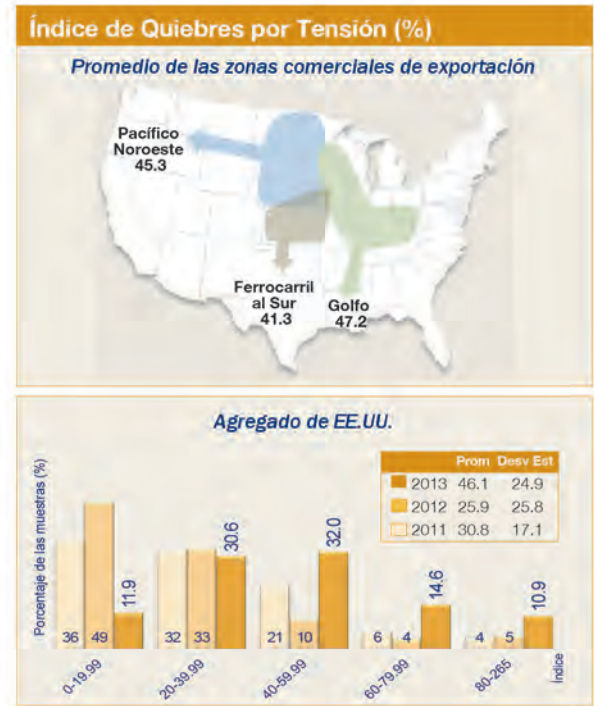 Índice de Quiebres por Tensión (%)
Promedio de las zonas comerciales de exportación
Pacífico
Noroeste
45.3
Ferrocarril
al Sur
41.3
Golfo
47.2
Agregado de EE.UU.
Prom Desv Est
2013 46.1 24.9
2012 25.9 25.8
2011 30.8 17.1
Porcentaje de las muestras (%)
36 49 11.9
32 33 30.6
21 10 32.0
6 4 14.6
4 5 10.9
0-19.99
20-39.99
40-59.99
60-79.99
80-265
Índice